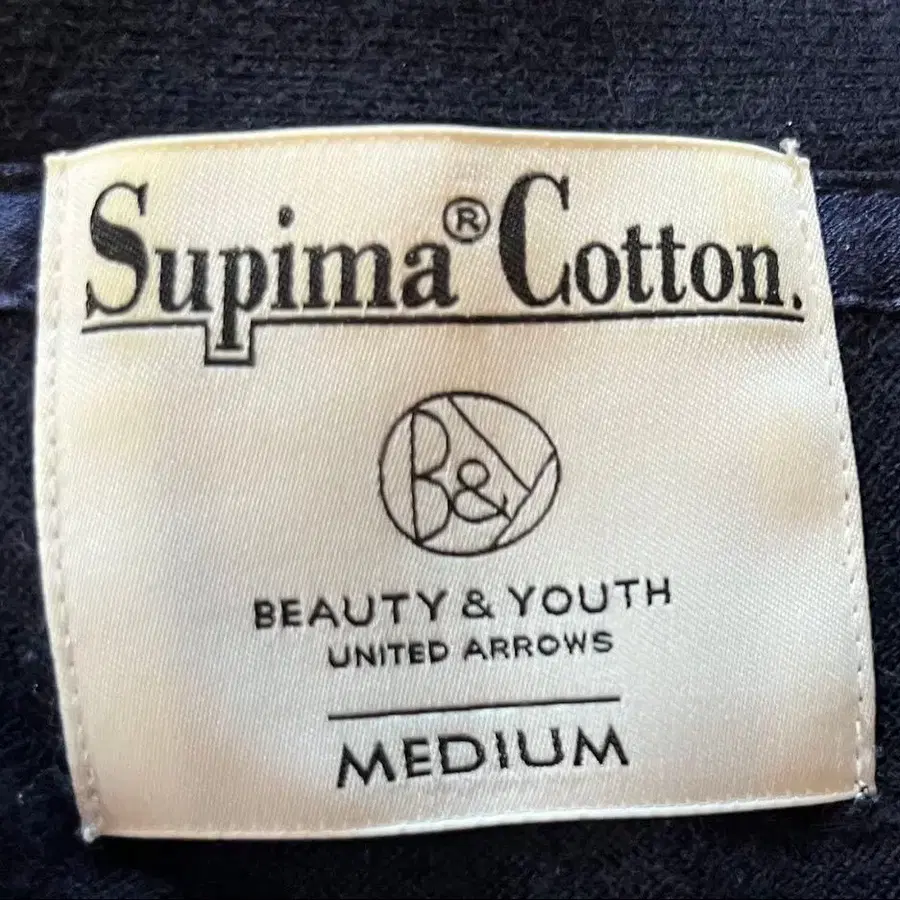 Supima® Cotton.
B&Y
BEAUTY & YOUTH
UNITED ARROWS
MEDIUM